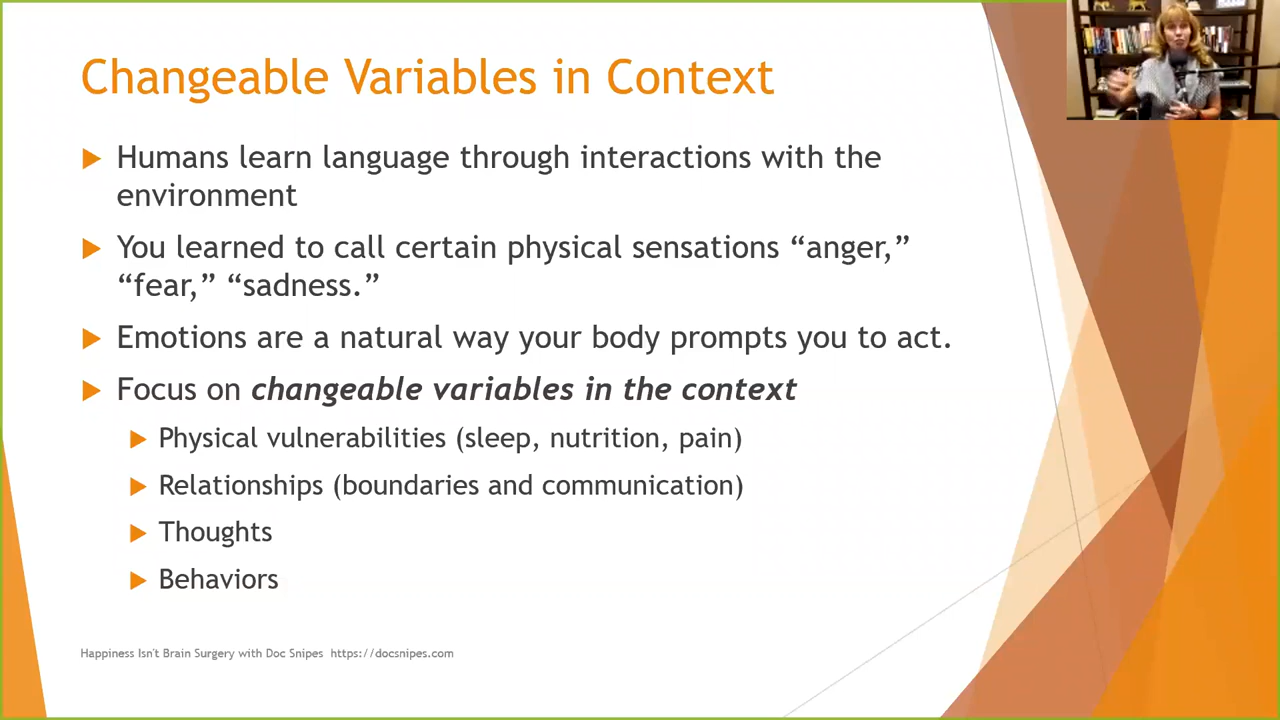 Changeable Variables in Context
Humans learn language through interactions with the
environment
You learned to call certain physical sensations “anger,”
“fear,” “sadness.”
Emotions are a natural way your body prompts you to act.
Focus on changeable variables in the context
Physical vulnerabilities (sleep, nutrition, pain)
Relationships (boundaries and communication)
Thoughts
Behaviors
Happiness Isn't Brain Surgery with Doc Snipes https://docsnipes.com